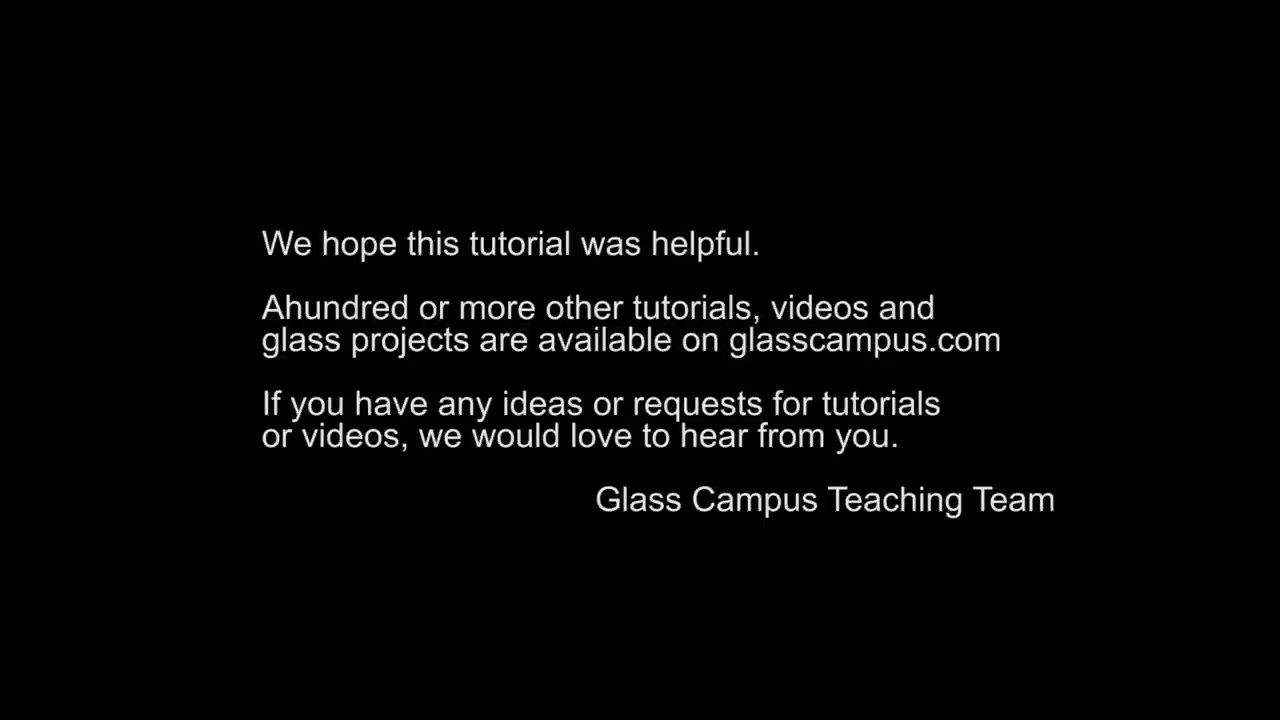 We hope this tutorial was helpful.
Ahundred or more other tutorials, videos and
glass projects are available on glasscampus.com
If you have any ideas or requests for tutorials
or videos, we would love to hear from you.
Glass Campus Teaching Team